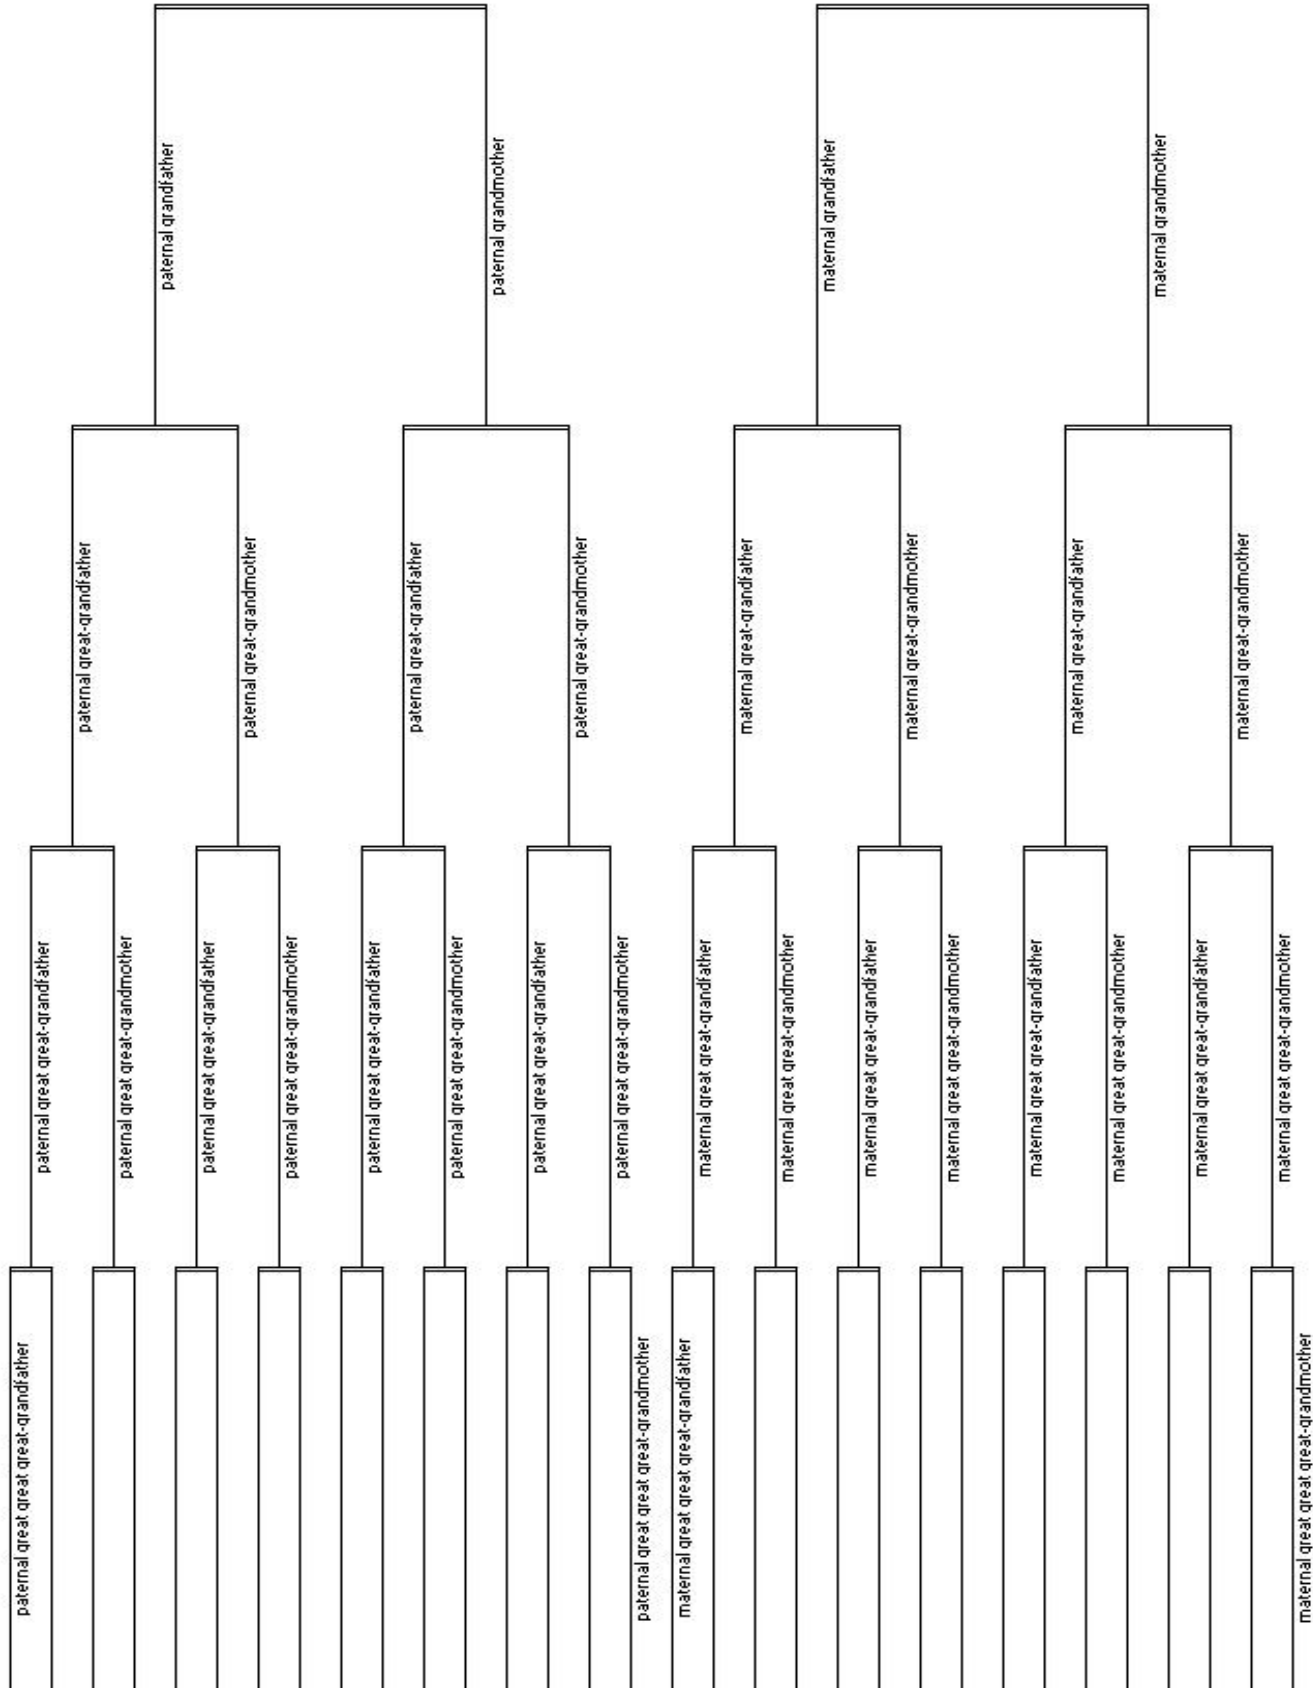 paternal grandfather
paternal grandmother
maternal grandfather
maternal grandmother
paternal great-grandfather
paternal great-grandmother
paternal great-grandfather
paternal great-grandmother
maternal great-grandfather
maternal great-grandmother
maternal great-grandfather
maternal great-grandmother
paternal great great-grandfather
paternal great great-grandmother
paternal great great-grandfather
paternal great great-grandmother
paternal great great-grandfather
paternal great great-grandmother
paternal great great-grandfather
paternal great great-grandmother
maternal great great-grandfather
maternal great great-grandmother
maternal great great-grandfather
maternal great great-grandmother
maternal great great-grandfather
maternal great great-grandmother
maternal great great-grandfather
maternal great great-grandmother
paternal great great great-grandfather
paternal great great great-grandmother
maternal great great great-grandfather
maternal great great great-grandmother